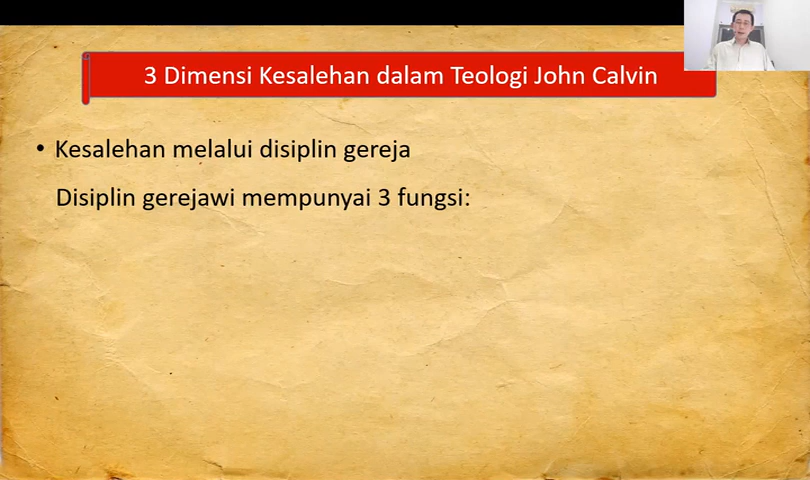 3 Dimensi Kesalehan dalam Teologi John Calvin
• Kesalehan melalui disiplin gereja
Disiplin gerejawi mempunyai 3 fungsi: